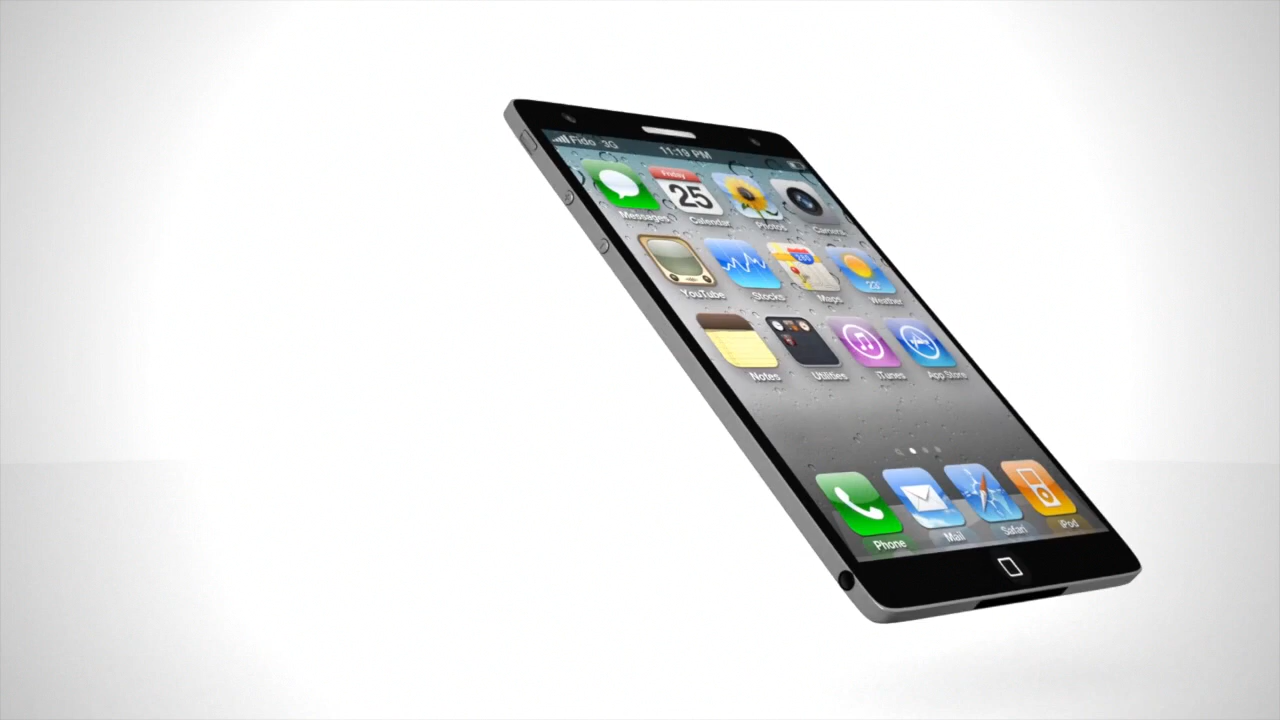 Fido 3G 11:19 PM
Friday
25
Messages Calendar Photos Camera
280
23°
YouTube Stocks Maps Weather
Notes Utilities iTunes App Store
Phone Mail Safari iPod